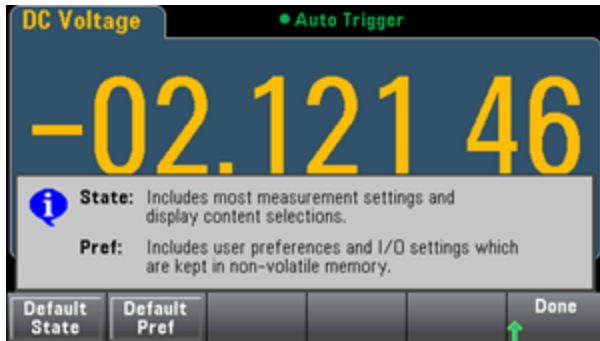 DC Voltage
Auto Trigger
-02.121 46
State: Includes most measurement settings and
display content selections.
Pref: Includes user preferences and I/O settings which
are kept in non-volatile memory.
Default State
Default Pref
Done